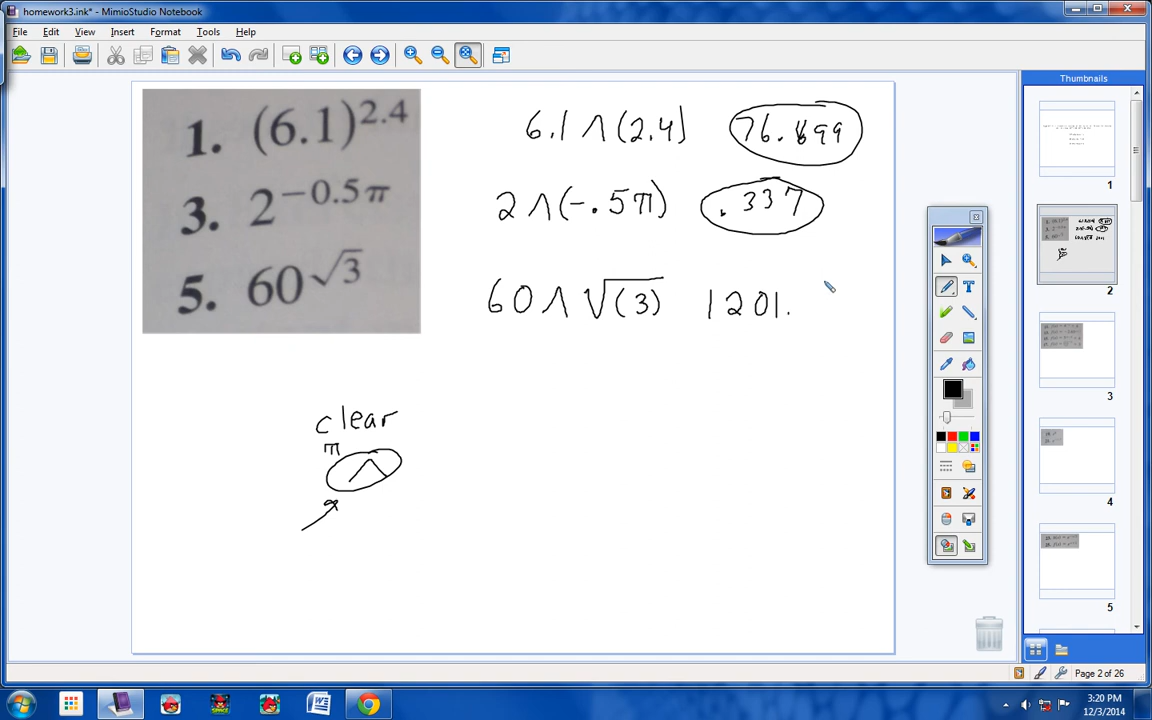 homework3.ink* - MimioStudio Notebook
File Edit View Insert Format Tools Help
Thumbnails
1. (6.1)^2.4
6.1 ∧ (2.4) 76.899
3. 2^−0.5π
2 ∧ (-.5π) .337
5. 60^√3
60 ∧ √(3) 1201.
clear
π
∧
T
1
2
3
4
5
Page 2 of 26
3:20 PM
12/3/2014